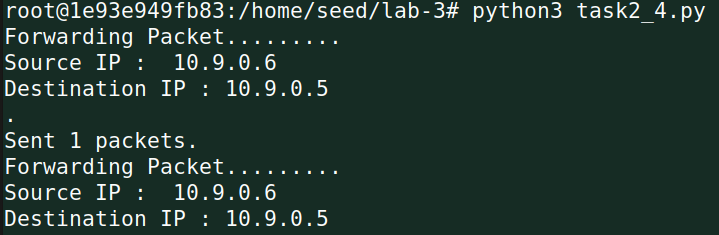 root@1e93e949fb83:/home/seed/lab-3# python3 task2_4.py
Forwarding Packet.........
Source IP :  10.9.0.6
Destination IP : 10.9.0.5
.
Sent 1 packets.
Forwarding Packet.........
Source IP :  10.9.0.6
Destination IP : 10.9.0.5